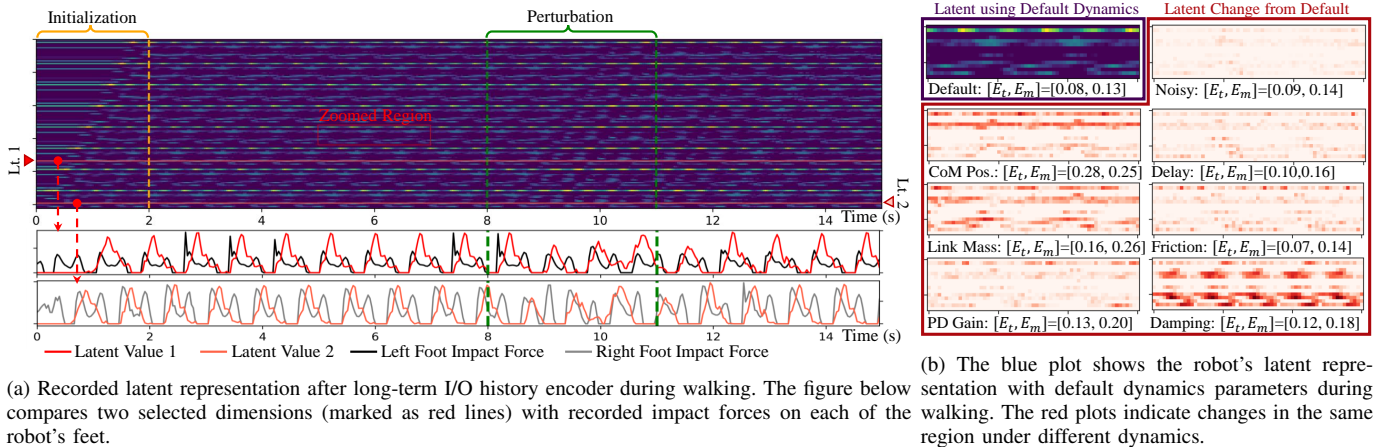 Initialization
Perturbation
Zoomed Region
Lt. 1
Lt. 2
0 2 4 6 8 10 12 14
Time (s)
0 2 4 6 8 10 12 14
Time (s)
Latent Value 1 Latent Value 2 Left Foot Impact Force Right Foot Impact Force
(a) Recorded latent representation after long-term I/O history encoder during walking. The figure below
compares two selected dimensions (marked as red lines) with recorded impact forces on each of the
robot's feet.
Latent using Default Dynamics
Latent Change from Default
Default: [E_t, E_m]=[0.08, 0.13]
Noisy: [E_t, E_m]=[0.09, 0.14]
CoM Pos.: [E_t, E_m]=[0.28, 0.25]
Delay: [E_t, E_m]=[0.10,0.16]
Link Mass: [E_t, E_m]=[0.16, 0.26]
Friction: [E_t, E_m]=[0.07, 0.14]
PD Gain: [E_t, E_m]=[0.13, 0.20]
Damping: [E_t, E_m]=[0.12, 0.18]
(b) The blue plot shows the robot's latent repre-
sentation with default dynamics parameters during
walking. The red plots indicate changes in the same
region under different dynamics.